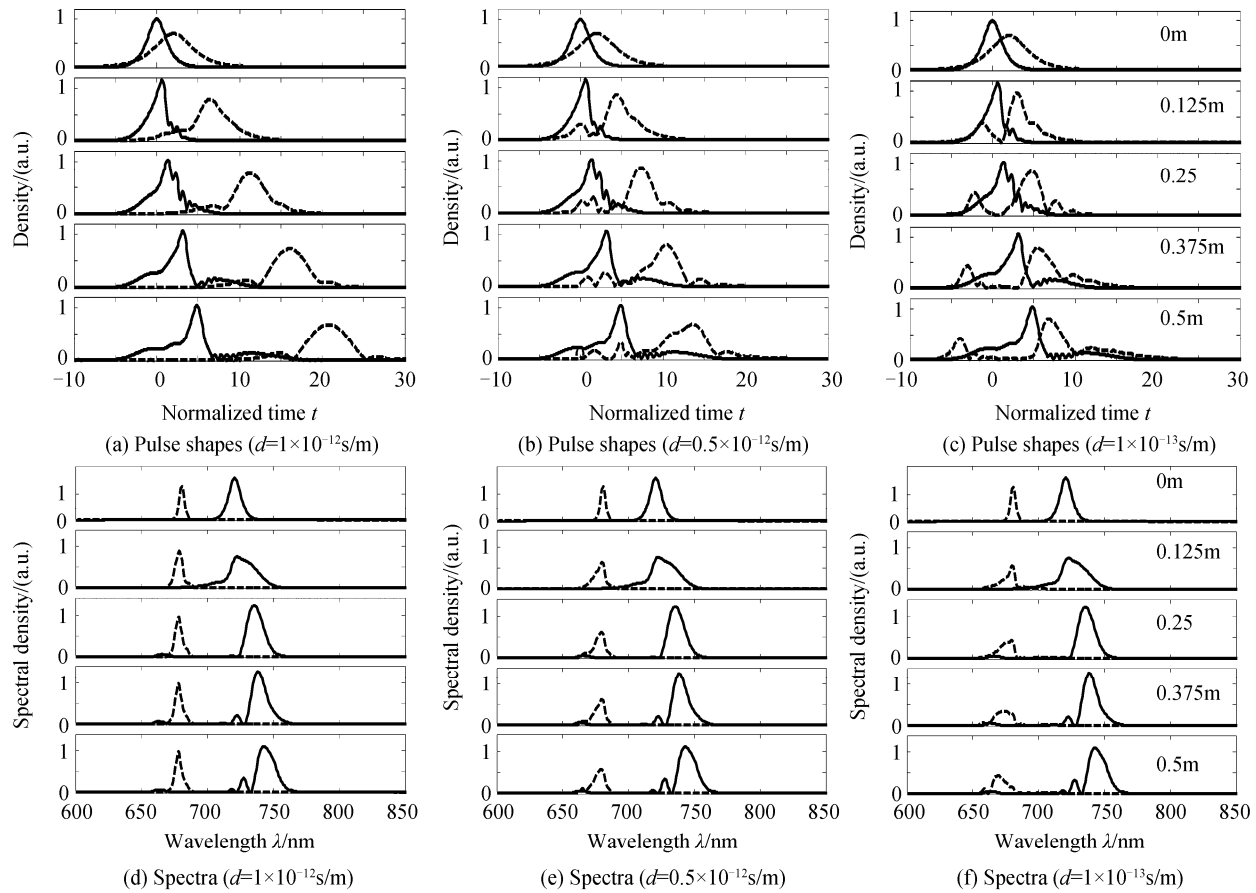 1
0
1
0
1
0
1
0
1
0
Density/(a.u.)
−10 0 10 20 30
Normalized time t
(a) Pulse shapes (d=1×10⁻¹²s/m)
1
0
1
0
1
0
1
0
1
0
Density/(a.u.)
−10 0 10 20 30
Normalized time t
(b) Pulse shapes (d=0.5×10⁻¹²s/m)
1
0
0m
1
0
0.125m
1
0
0.25
1
0
0.375m
1
0
0.5m
Density/(a.u.)
−10 0 10 20 30
Normalized time t
(c) Pulse shapes (d=1×10⁻¹³s/m)
1
0
1
0
1
0
1
0
1
0
Spectral density/(a.u.)
600 650 700 750 800 850
Wavelength λ/nm
(d) Spectra (d=1×10⁻¹²s/m)
1
0
1
0
1
0
1
0
1
0
Spectral density/(a.u.)
600 650 700 750 800 850
Wavelength λ/nm
(e) Spectra (d=0.5×10⁻¹²s/m)
1
0
0m
1
0
0.125m
1
0
0.25
1
0
0.375m
1
0
0.5m
Spectral density/(a.u.)
600 650 700 750 800 850
Wavelength λ/nm
(f) Spectra (d=1×10⁻¹³s/m)